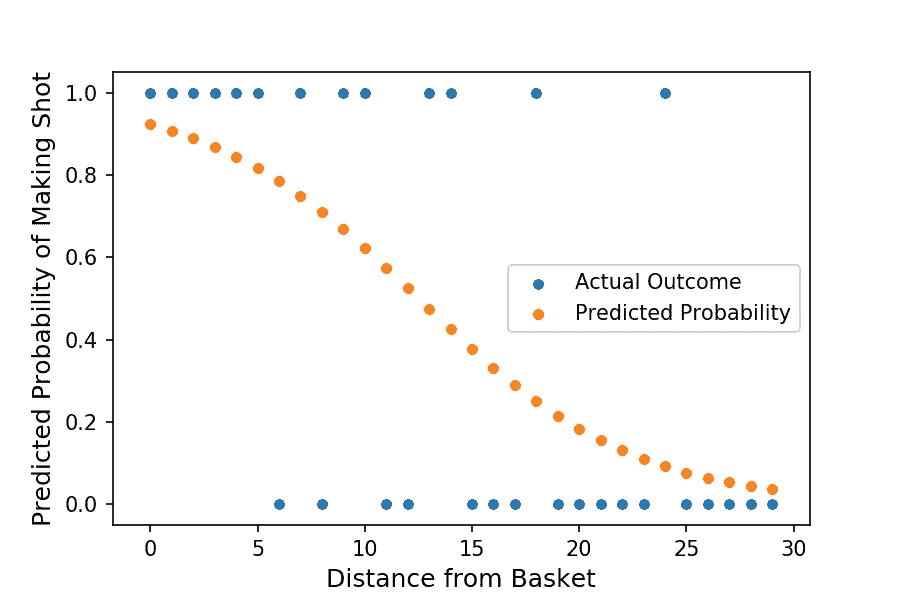 Predicted Probability of Making Shot
1.0
0.8
0.6
0.4
0.2
0.0
Actual Outcome
Predicted Probability
0 5 10 15 20 25 30
Distance from Basket